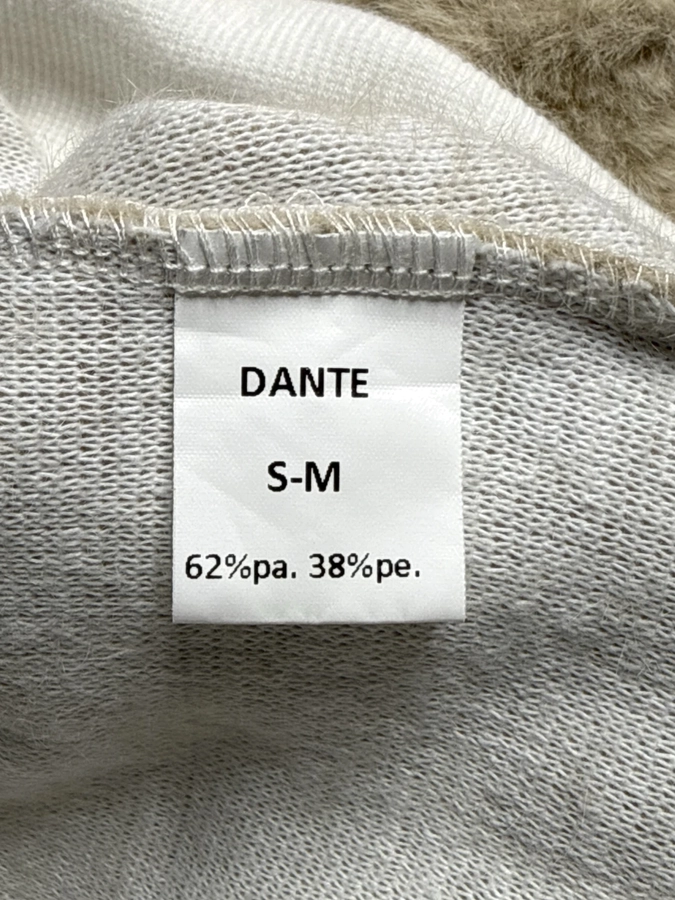 DANTE
S-M
62%pa. 38%pe.